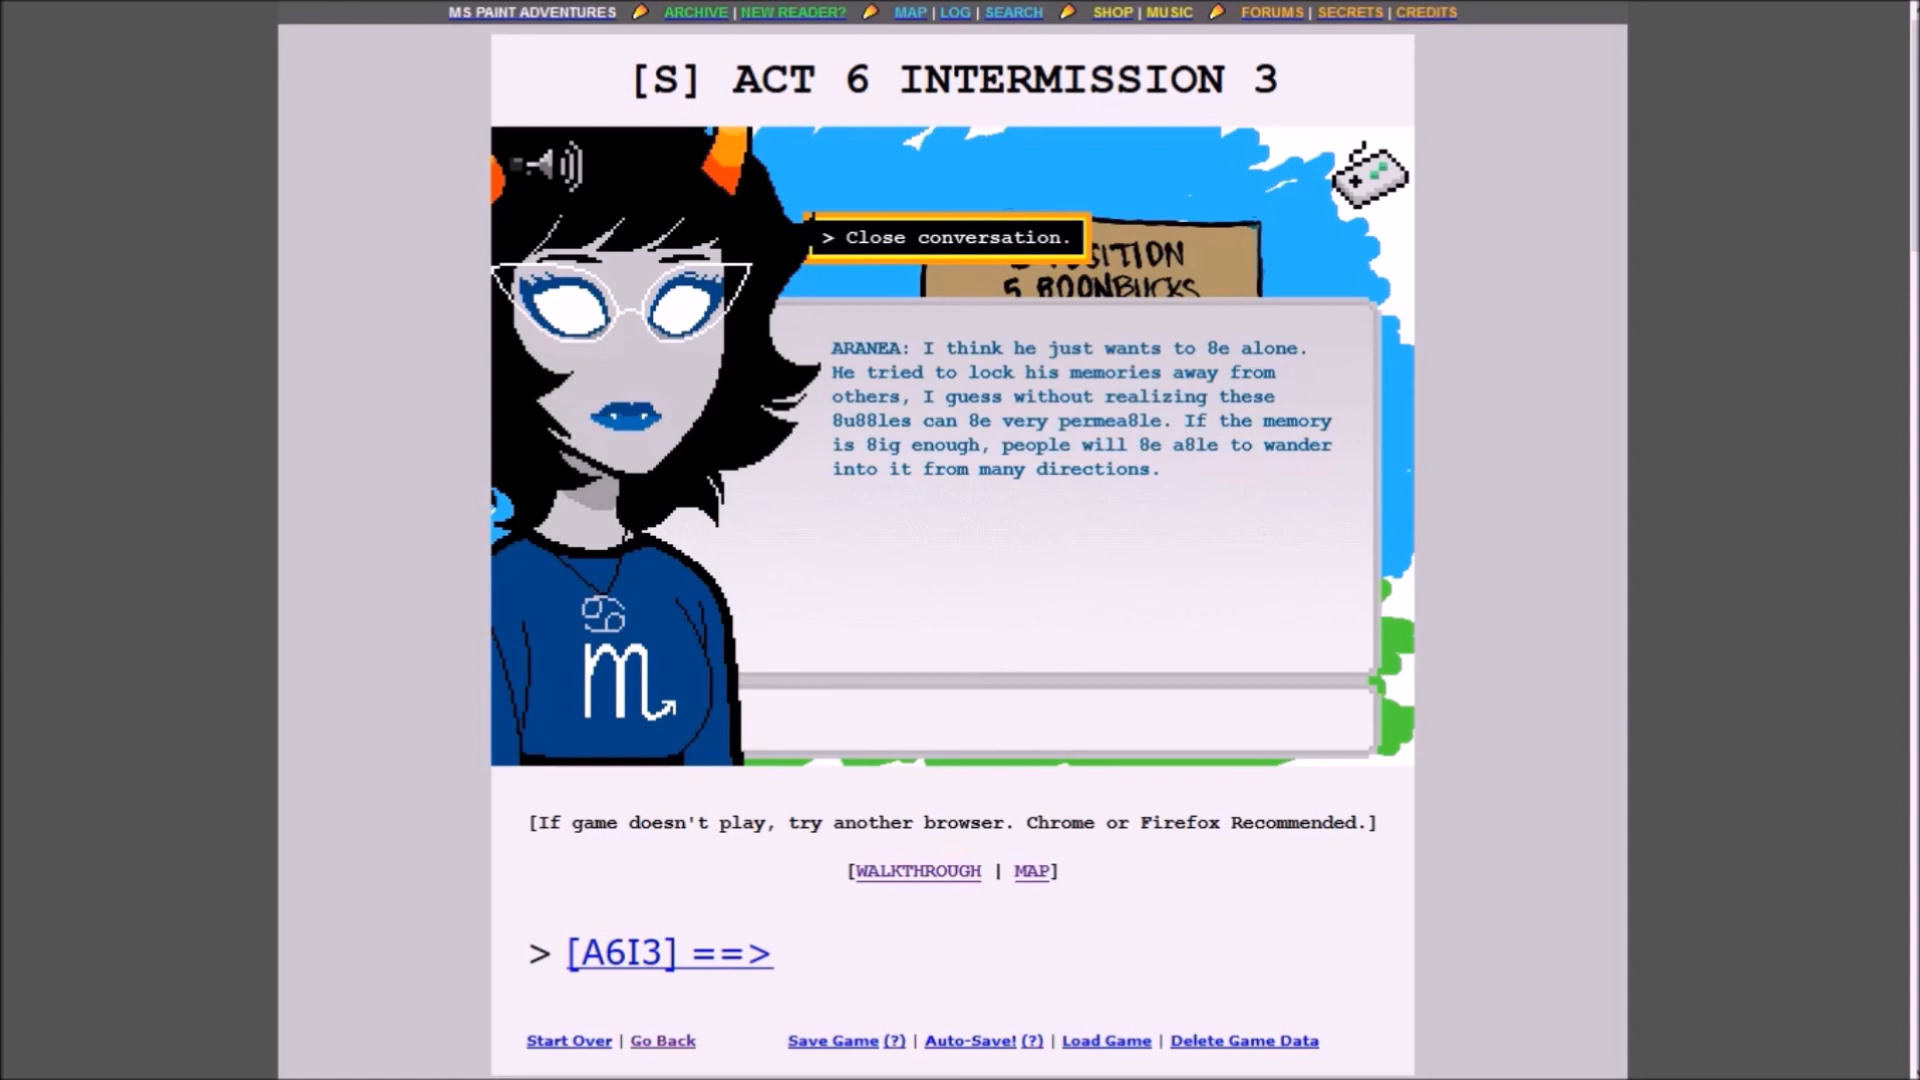 MS PAINT ADVENTURES ARCHIVE | NEW READER? MAP | LOG | SEARCH SHOP | MUSIC FORUMS | SECRETS | CREDITS
[S] ACT 6 INTERMISSION 3
> Close conversation.
5 BOONBUCKS
ARANEA: I think he just wants to 8e alone.
He tried to lock his memories away from
others, I guess without realizing these
8u88les can 8e very permea8le. If the memory
is 8ig enough, people will 8e a8le to wander
into it from many directions.
[If game doesn't play, try another browser. Chrome or Firefox Recommended.]
[WALKTHROUGH | MAP]
> [A6I3] ==>
Start Over | Go Back Save Game (?) | Auto-Save! (?) | Load Game | Delete Game Data